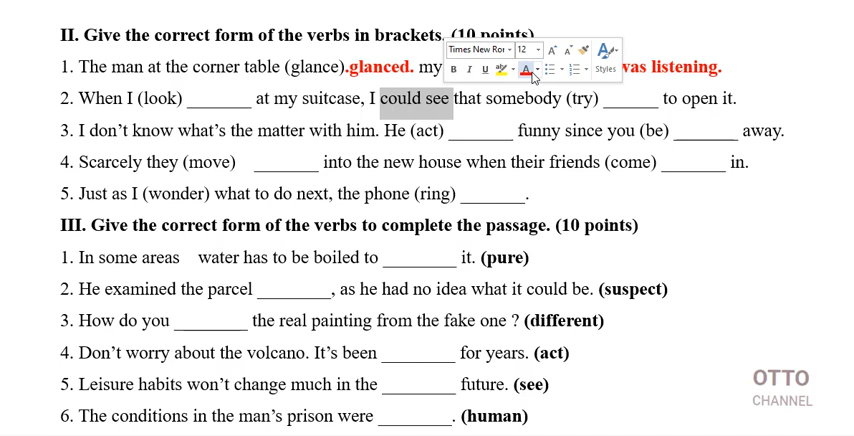 II. Give the correct form of the verbs in brackets. (10 points)
Times New Ror 12
1. The man at the corner table (glance).glanced. my was listening.
B I U A Styles
2. When I (look) _______ at my suitcase, I could see that somebody (try) ______ to open it.
3. I don’t know what’s the matter with him. He (act) _______ funny since you (be) _______ away.
4. Scarcely they (move) _______ into the new house when their friends (come) _______ in.
5. Just as I (wonder) what to do next, the phone (ring) _______.
III. Give the correct form of the verbs to complete the passage. (10 points)
1. In some areas water has to be boiled to ________ it. (pure)
2. He examined the parcel ________, as he had no idea what it could be. (suspect)
3. How do you ________ the real painting from the fake one ? (different)
4. Don’t worry about the volcano. It’s been ________ for years. (act)
5. Leisure habits won’t change much in the ________ future. (see)
6. The conditions in the man’s prison were ________. (human)
OTTO
CHANNEL